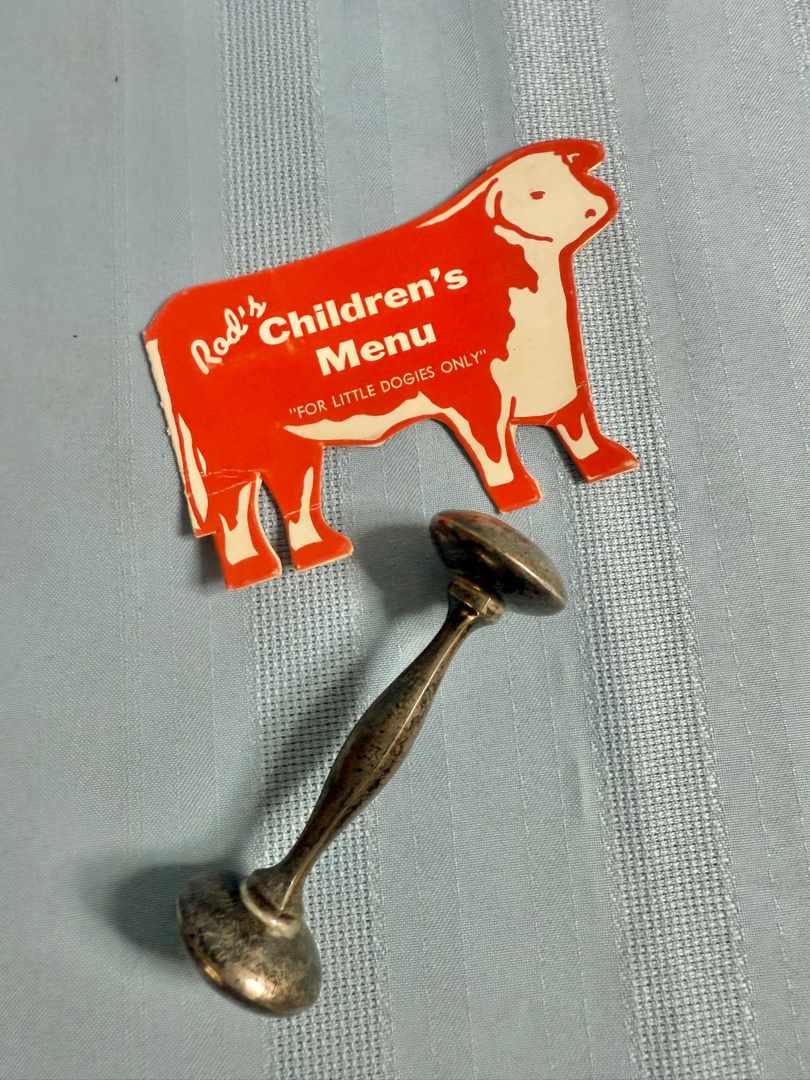 Rod's
Children's
Menu
"FOR LITTLE DOGIES ONLY"